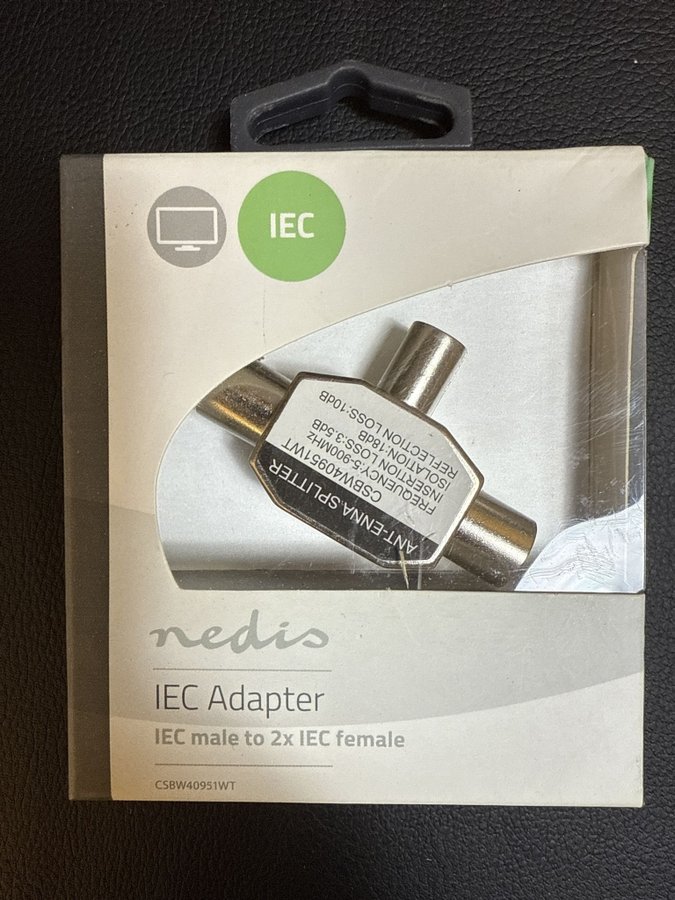 IEC
ANT-ENNA.SPLITTER
CSBW40951WT
FREQUENCY:5-900MHz
INSERTION LOSS:3.5dB
ISOLATION:18dB
REFLECTION LOSS:10dB
nedis
IEC Adapter
IEC male to 2x IEC female
CSBW40951WT